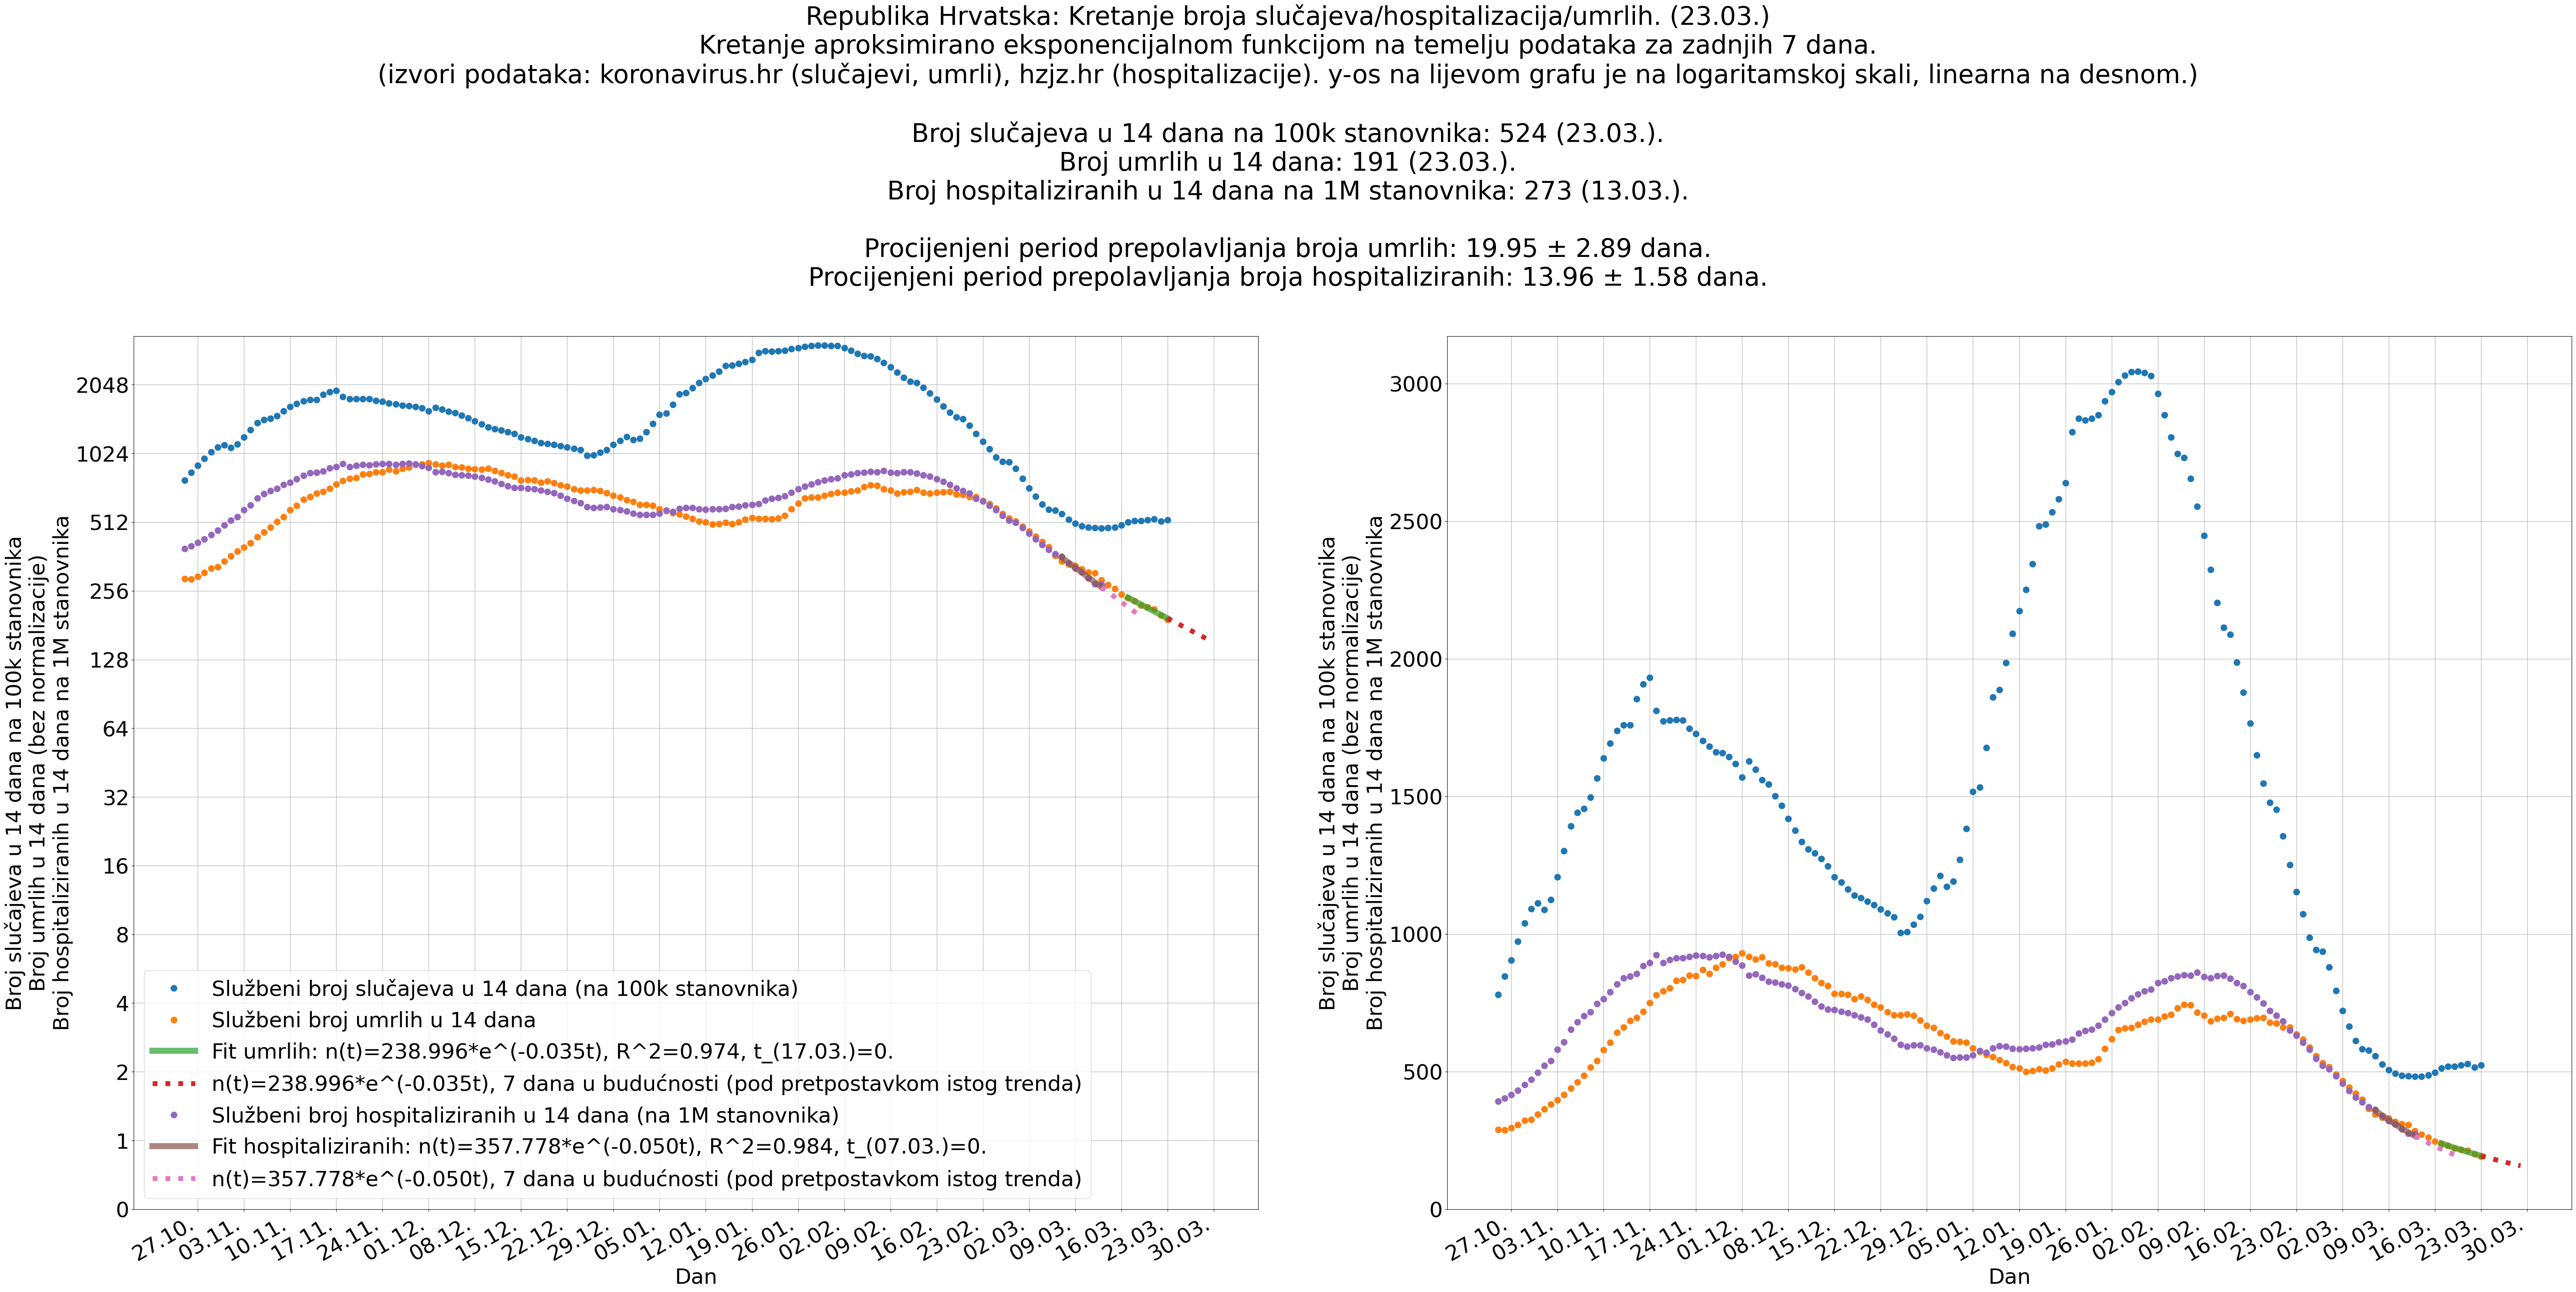 Republika Hrvatska: Kretanje broja slučajeva/hospitalizacija/umrlih. (23.03.)
Kretanje aproksimirano eksponencijalnom funkcijom na temelju podataka za zadnjih 7 dana.
(izvori podataka: koronavirus.hr (slučajevi, umrli), hzjz.hr (hospitalizacije). y-os na lijevom grafu je na logaritamskoj skali, linearna na desnom.)
Broj slučajeva u 14 dana na 100k stanovnika: 524 (23.03.).
Broj umrlih u 14 dana: 191 (23.03.).
Broj hospitaliziranih u 14 dana na 1M stanovnika: 273 (13.03.).
Procijenjeni period prepolavljanja broja umrlih: 19.95 ± 2.89 dana.
Procijenjeni period prepolavljanja broja hospitaliziranih: 13.96 ± 1.58 dana.
Broj slučajeva u 14 dana na 100k stanovnika
Broj umrlih u 14 dana (bez normalizacije)
Broj hospitaliziranih u 14 dana na 1M stanovnika
2048
1024
512
256
128
64
32
16
8
4
2
1
0
Službeni broj slučajeva u 14 dana (na 100k stanovnika)
Službeni broj umrlih u 14 dana
Fit umrlih: n(t)=238.996*e^(-0.035t), R^2=0.974, t_(17.03.)=0.
n(t)=238.996*e^(-0.035t), 7 dana u budućnosti (pod pretpostavkom istog trenda)
Službeni broj hospitaliziranih u 14 dana (na 1M stanovnika)
Fit hospitaliziranih: n(t)=357.778*e^(-0.050t), R^2=0.984, t_(07.03.)=0.
n(t)=357.778*e^(-0.050t), 7 dana u budućnosti (pod pretpostavkom istog trenda)
27.10. 03.11. 10.11. 17.11. 24.11. 01.12. 08.12. 15.12. 22.12. 29.12. 05.01. 12.01. 19.01. 26.01. 02.02. 09.02. 16.02. 23.02. 02.03. 09.03. 16.03. 23.03. 30.03.
Dan
Broj slučajeva u 14 dana na 100k stanovnika
Broj umrlih u 14 dana (bez normalizacije)
Broj hospitaliziranih u 14 dana na 1M stanovnika
3000
2500
2000
1500
1000
500
0
27.10. 03.11. 10.11. 17.11. 24.11. 01.12. 08.12. 15.12. 22.12. 29.12. 05.01. 12.01. 19.01. 26.01. 02.02. 09.02. 16.02. 23.02. 02.03. 09.03. 16.03. 23.03. 30.03.
Dan